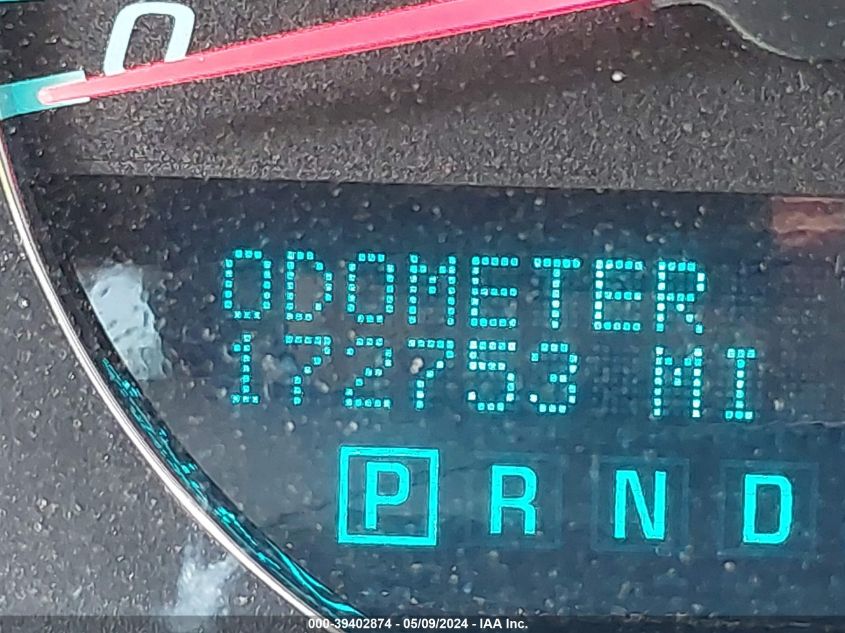 0
ODOMETER
172753 MI
P R N D
000-39402874 - 05/09/2024 - IAA Inc.